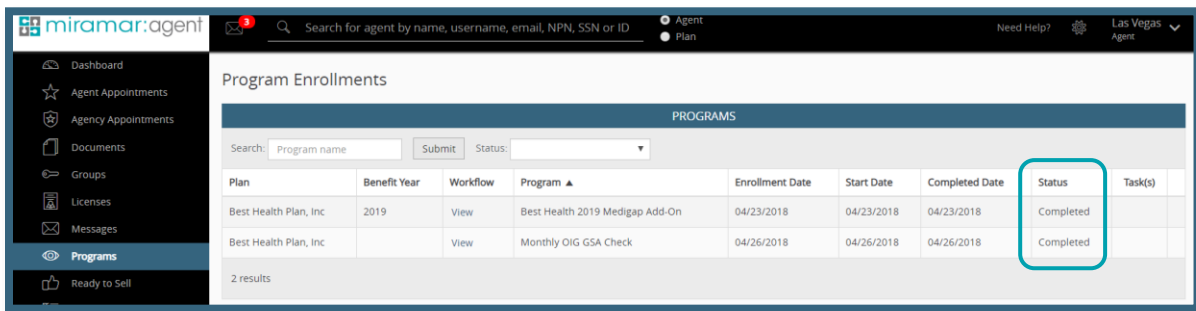 miramar:agent
3
Search for agent by name, username, email, NPN, SSN or ID
Agent
Plan
Need Help?
Las Vegas
Agent
Dashboard
Agent Appointments
Agency Appointments
Documents
Groups
Licenses
Messages
Programs
Ready to Sell
Program Enrollments
PROGRAMS
Search: Program name Submit Status:
Plan Benefit Year Workflow Program ▲ Enrollment Date Start Date Completed Date Status Task(s)
Best Health Plan, Inc 2019 View Best Health 2019 Medigap Add-On 04/23/2018 04/23/2018 04/23/2018 Completed
Best Health Plan, Inc View Monthly OIG GSA Check 04/26/2018 04/26/2018 04/26/2018 Completed
2 results